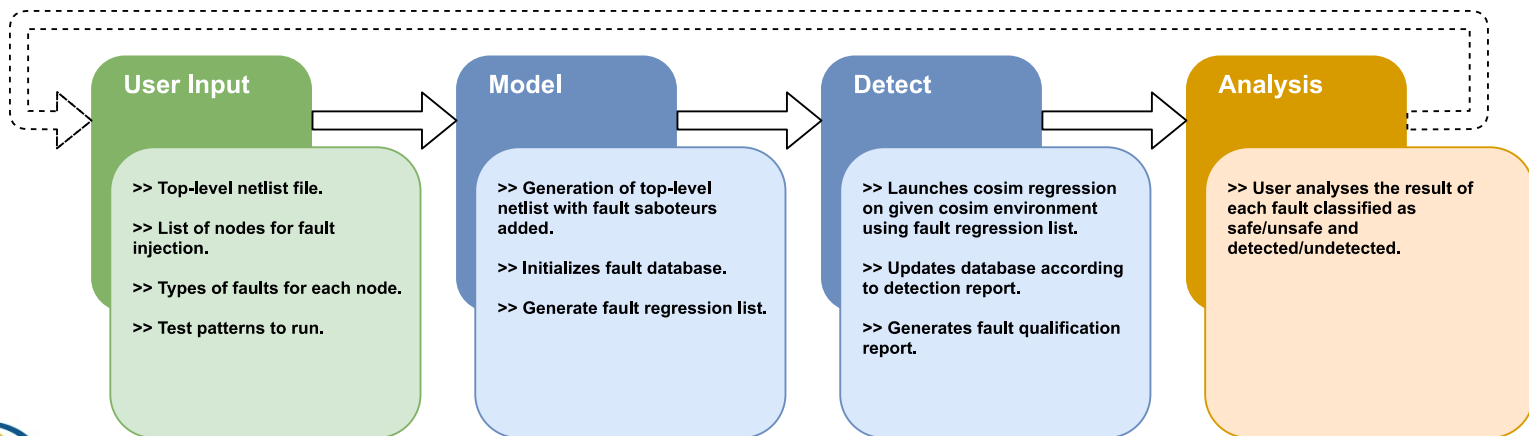 User Input
>> Top-level netlist file.
>> List of nodes for fault
injection.
>> Types of faults for each node.
>> Test patterns to run.
Model
>> Generation of top-level
netlist with fault saboteurs
added.
>> Initializes fault database.
>> Generate fault regression list.
Detect
>> Launches cosim regression
on given cosim environment
using fault regression list.
>> Updates database according
to detection report.
>> Generates fault qualification
report.
Analysis
>> User analyses the result of
each fault classified as
safe/unsafe and
detected/undetected.